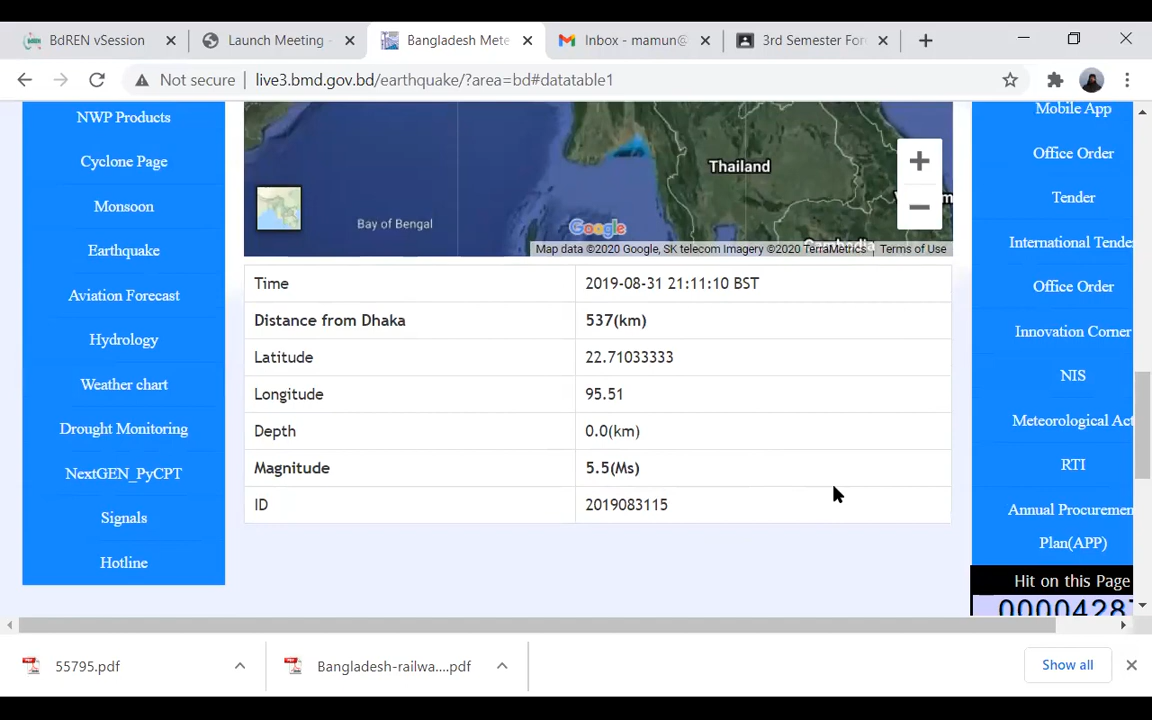 BdREN vSession
Launch Meeting -
Bangladesh Mete
Inbox - mamun@
3rd Semester For
Not secure
live3.bmd.gov.bd/earthquake/?area=bd#datatable1
NWP Products
Cyclone Page
Monsoon
Earthquake
Aviation Forecast
Hydrology
Weather chart
Drought Monitoring
NextGEN_PyCPT
Signals
Hotline
Thailand
Bay of Bengal
Google
Map data ©2020 Google, SK telecom Imagery ©2020 TerraMetrics
Terms of Use
Time 2019-08-31 21:11:10 BST
Distance from Dhaka 537(km)
Latitude 22.71033333
Longitude 95.51
Depth 0.0(km)
Magnitude 5.5(Ms)
ID 2019083115
Mobile App
Office Order
Tender
International Tende
Office Order
Innovation Corner
NIS
Meteorological Act
RTI
Annual Procuremen
Plan(APP)
Hit on this Page
55795.pdf
Bangladesh-railwa....pdf
Show all